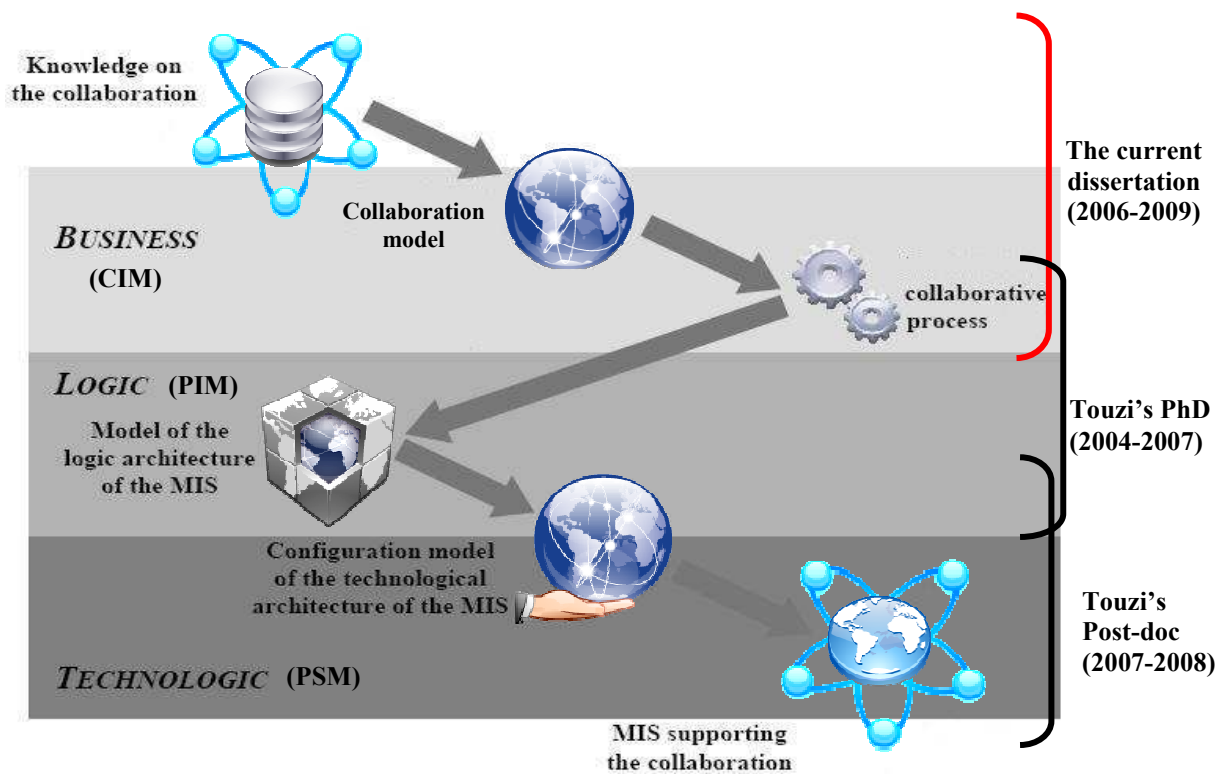 Knowledge on
the collaboration
The current
dissertation
(2006-2009)
Collaboration
model
BUSINESS
(CIM)
collaborative
process
LOGIC (PIM)
Model of the
logic architecture
of the MIS
Touzi's PhD
(2004-2007)
Configuration model
of the technological
architecture of the MIS
Touzi's
Post-doc
(2007-2008)
TECHNOLOGIC (PSM)
MIS supporting
the collaboration